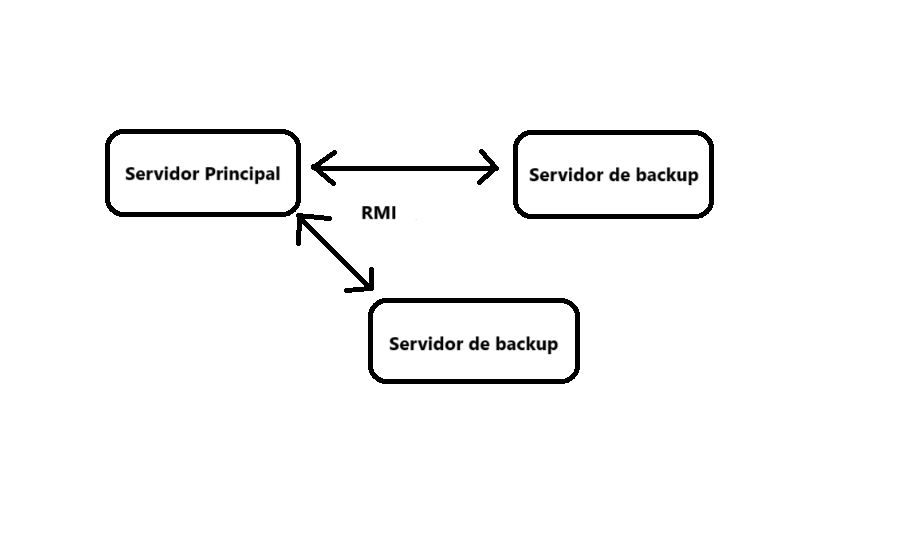 Servidor Principal
Servidor de backup
RMI
Servidor de backup